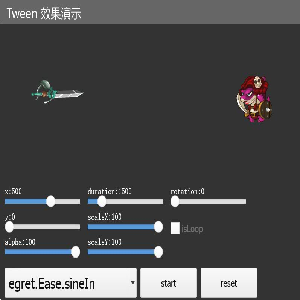 Tween 效果演示
x:500 duration:1500 rotation:0
y:0 scaleX:100 isLoop
alpha:100 scaleY:100
egret.Ease.sineIn start reset